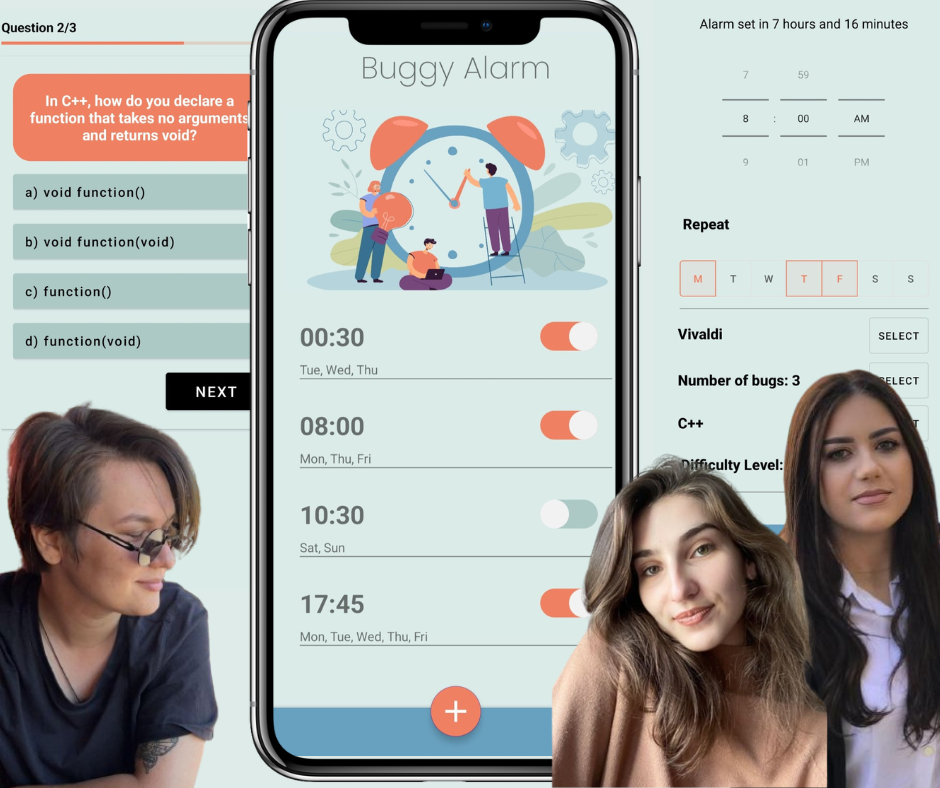 Question 2/3
In C++, how do you declare a
function that takes no arguments
and returns void?
a) void function()
b) void function(void)
c) function()
d) function(void)
NEXT
Buggy Alarm
00:30
Tue, Wed, Thu
08:00
Mon, Thu, Fri
10:30
Sat, Sun
17:45
Mon, Tue, Wed, Thu, Fri
+
Alarm set in 7 hours and 16 minutes
7 59
8 : 00 AM
9 01 PM
Repeat
M T W T F S S
Vivaldi SELECT
Number of bugs: 3 SELECT
C++
Difficulty Level: